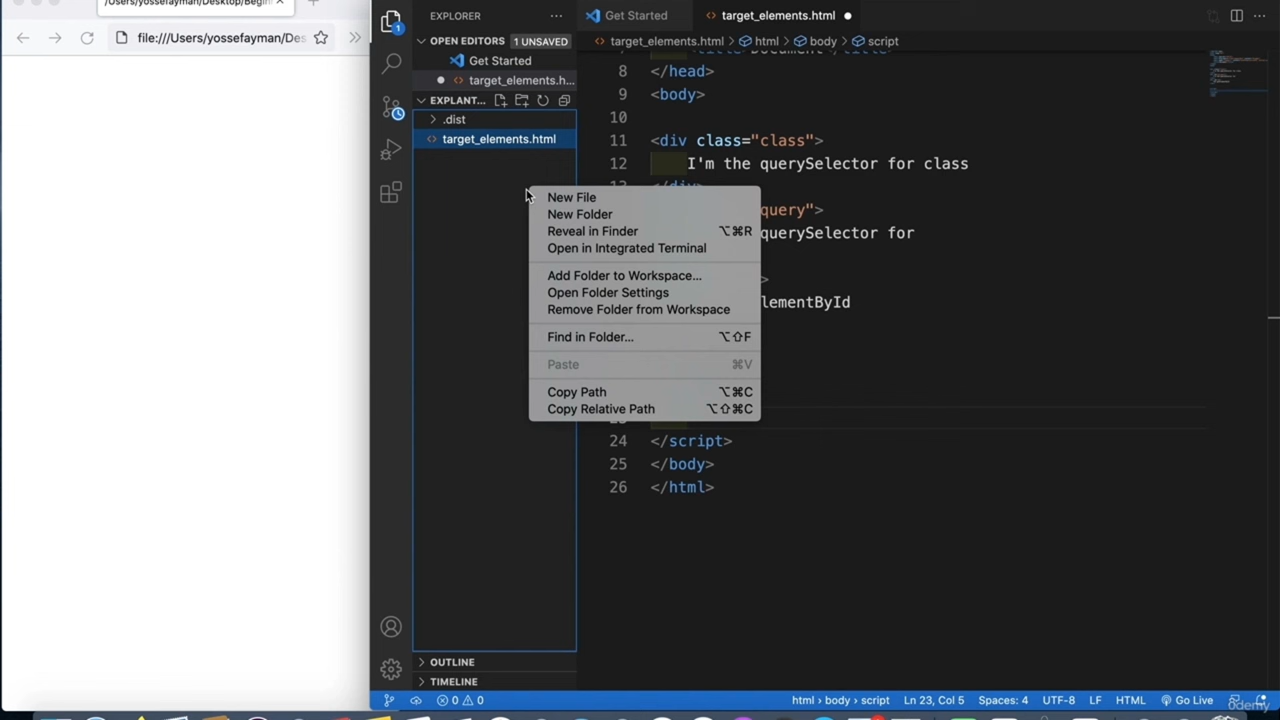 /Users/yossefayman/Desktop/Begin
file:///Users/yossefayman/Des
EXPLORER
OPEN EDITORS
1 UNSAVED
Get Started
target_elements.h...
EXPLANT...
.dist
target_elements.html
OUTLINE
TIMELINE
Get Started
target_elements.html
target_elements.html > html > body > script
8 </head>
9 <body>
10
11 <div class="class">
12 I'm the querySelector for class
query">
querySelector for
>
lementById
24 </script>
25 </body>
26 </html>
New File
New Folder
Reveal in Finder ⌥⌘R
Open in Integrated Terminal
Add Folder to Workspace...
Open Folder Settings
Remove Folder from Workspace
Find in Folder... ⌥⇧F
Paste ⌘V
Copy Path ⌥⌘C
Copy Relative Path ⌥⇧⌘C
0 0
html > body > script
Ln 23, Col 5
Spaces: 4
UTF-8
LF
HTML
Go Live
udemy